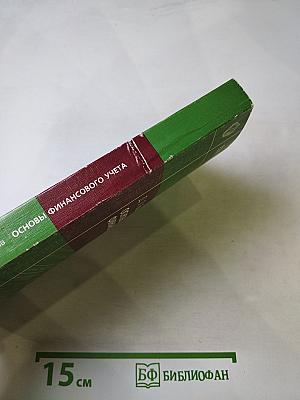 ОСНОВЫ ФИНАНСОВОГО УЧЕТА
15 см
БФ БИБЛИОФАН